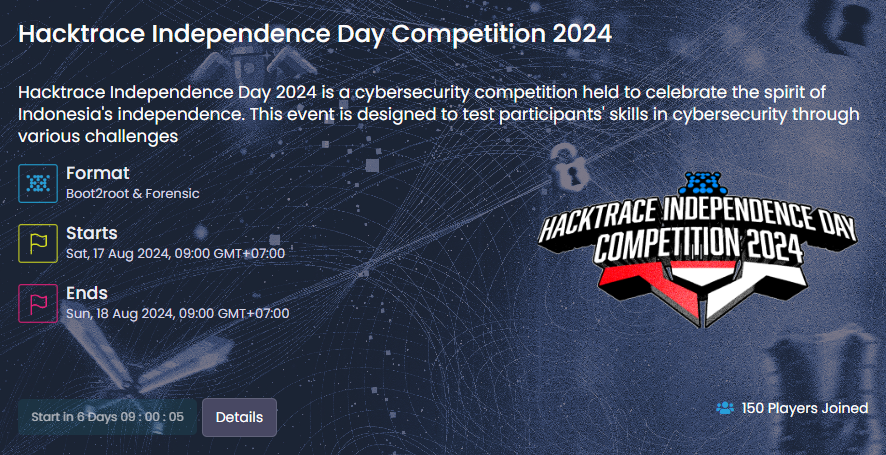 Hacktrace Independence Day Competition 2024
Hacktrace Independence Day 2024 is a cybersecurity competition held to celebrate the spirit of
Indonesia's independence. This event is designed to test participants' skills in cybersecurity through
various challenges
Format
Boot2root & Forensic
Starts
Sat, 17 Aug 2024, 09:00 GMT+07:00
Ends
Sun, 18 Aug 2024, 09:00 GMT+07:00
HACKTRACE INDEPENDENCE DAY
COMPETITION 2024
Start in 6 Days 09 : 00 : 05
Details
150 Players Joined